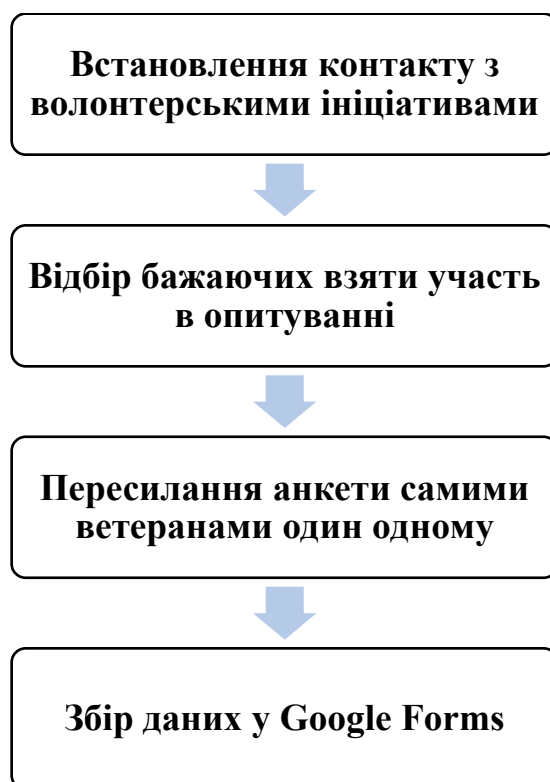 Встановлення контакту з
волонтерськими ініціативами
Відбір бажаючих взяти участь
в опитуванні
Пересилання анкети самими
ветеранами один одному
Збір даних у Google Forms